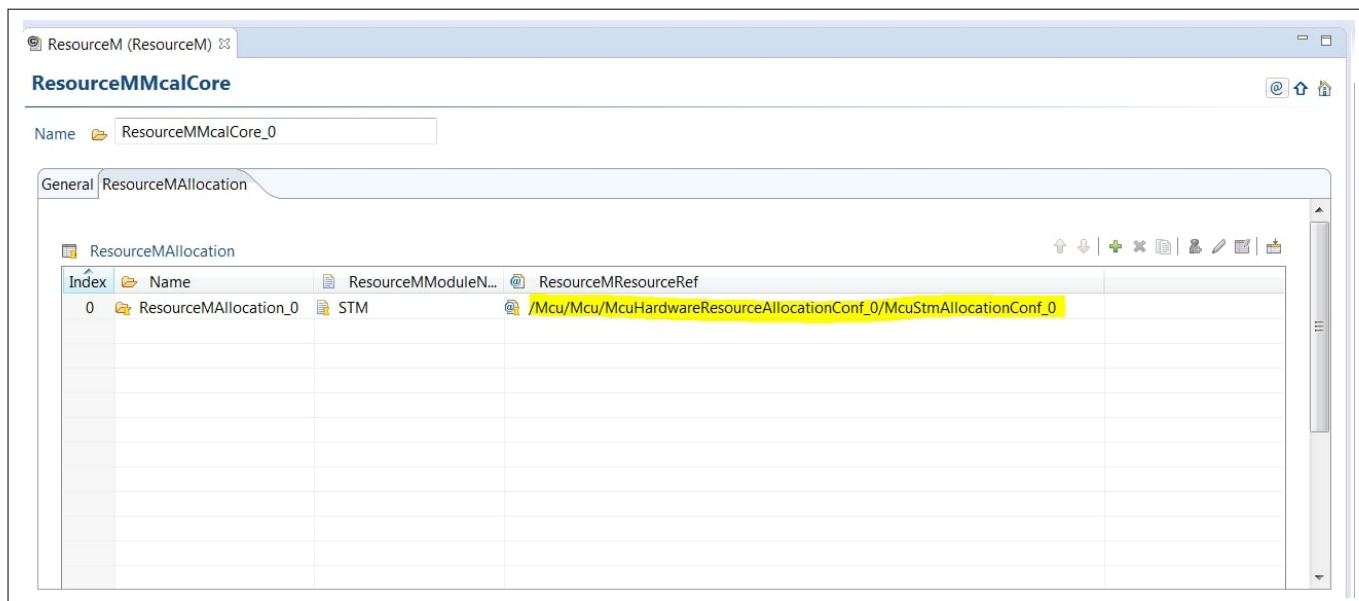 ResourceM (ResourceM)
ResourceMMcalCore
Name ResourceMMcalCore_0
General ResourceMAllocation
ResourceMAllocation
Index Name ResourceMModuleN... ResourceMResourceRef
0 ResourceMAllocation_0 STM /Mcu/Mcu/McuHardwareResourceAllocationConf_0/McuStmAllocationConf_0